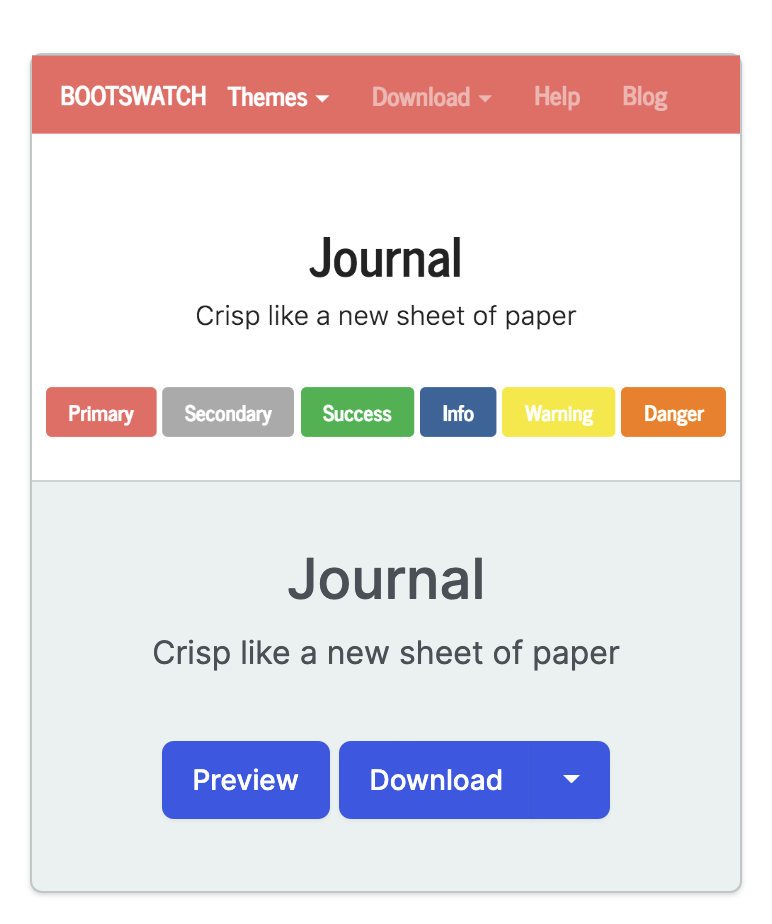 BOOTSWATCH Themes Download Help Blog
Journal
Crisp like a new sheet of paper
Primary Secondary Success Info Warning Danger
Journal
Crisp like a new sheet of paper
Preview Download